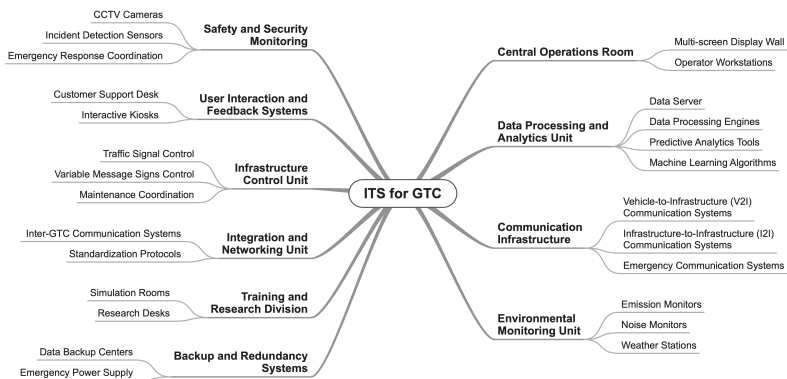 CCTV Cameras
Incident Detection Sensors
Emergency Response Coordination
Safety and Security
Monitoring
Customer Support Desk
Interactive Kiosks
User Interaction and
Feedback Systems
Traffic Signal Control
Variable Message Signs Control
Maintenance Coordination
Infrastructure
Control Unit
Inter-GTC Communication Systems
Standardization Protocols
Integration and
Networking Unit
Simulation Rooms
Research Desks
Training and
Research Division
Data Backup Centers
Emergency Power Supply
Backup and Redundancy
Systems
ITS for GTC
Central Operations Room
Multi-screen Display Wall
Operator Workstations
Data Processing and
Analytics Unit
Data Server
Data Processing Engines
Predictive Analytics Tools
Machine Learning Algorithms
Communication
Infrastructure
Vehicle-to-Infrastructure (V2I)
Communication Systems
Infrastructure-to-Infrastructure (I2I)
Communication Systems
Emergency Communication Systems
Environmental
Monitoring Unit
Emission Monitors
Noise Monitors
Weather Stations